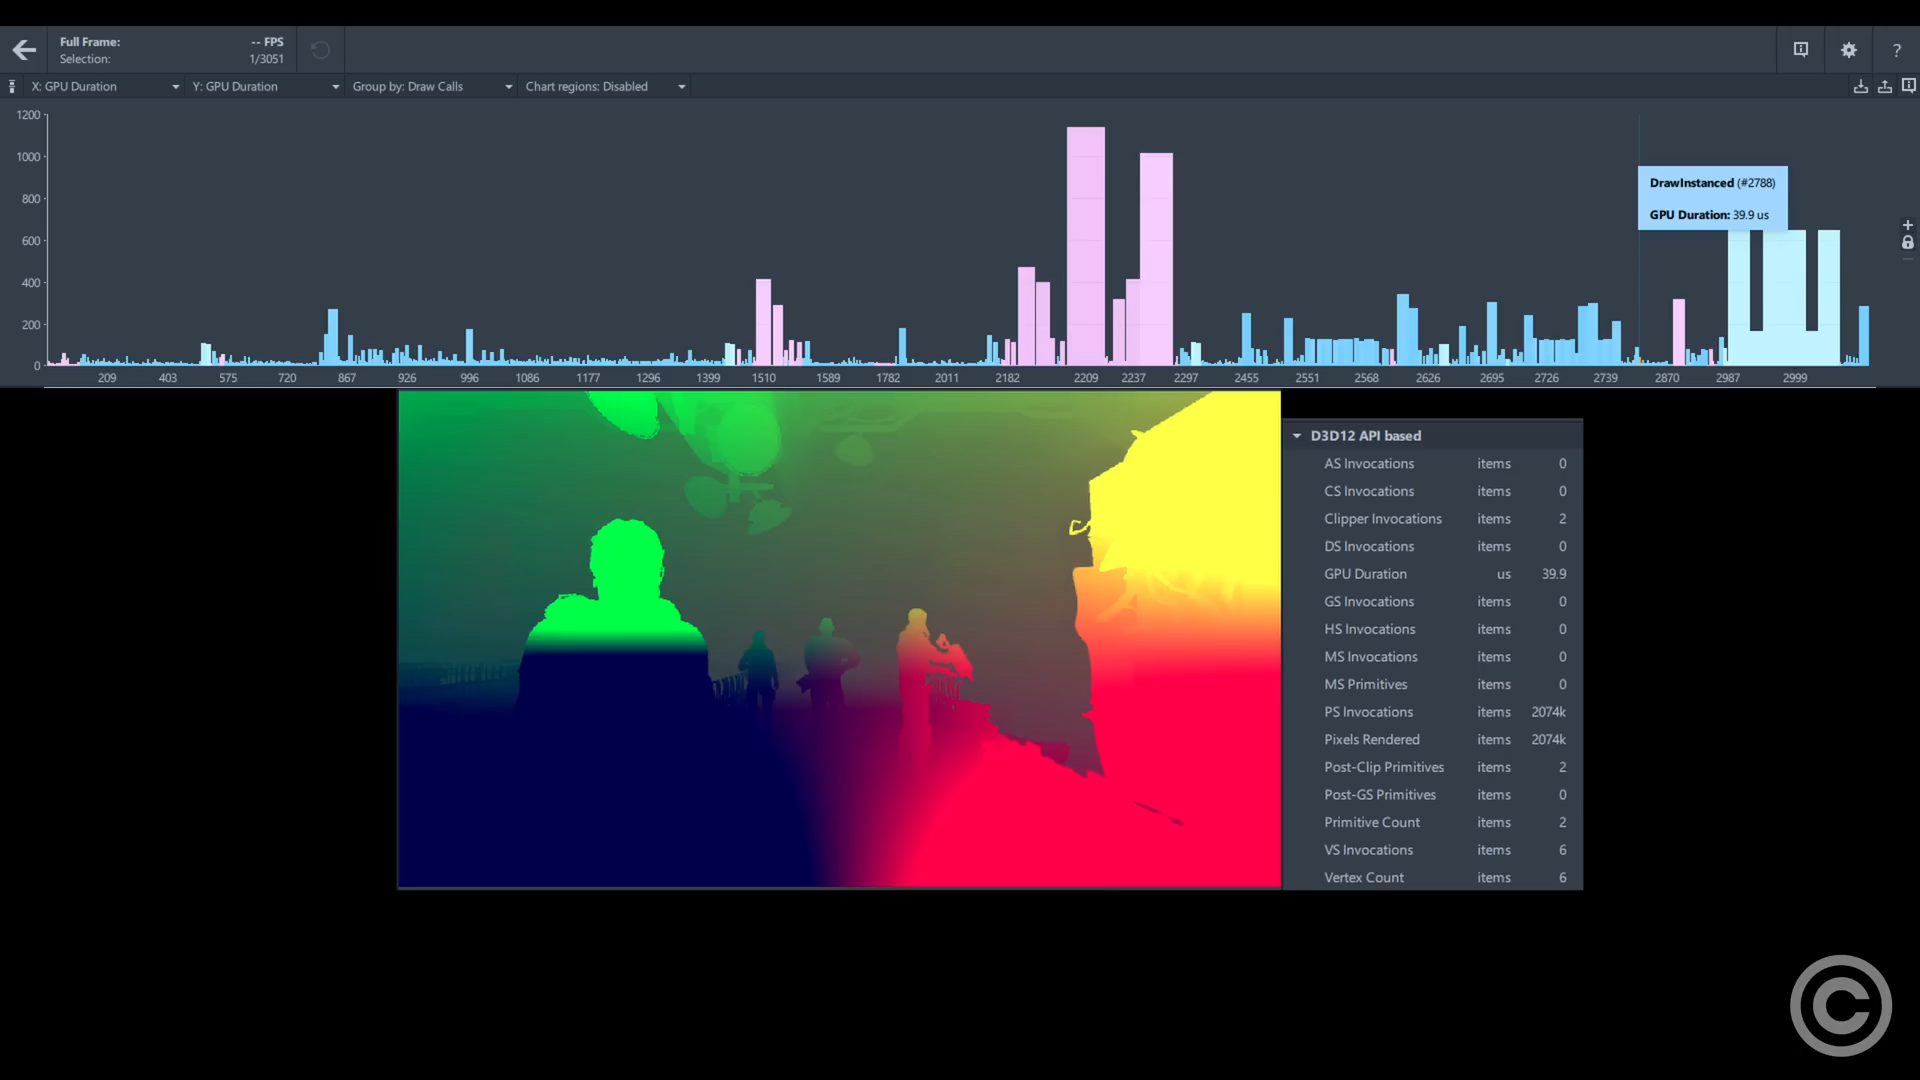 Full Frame: -- FPS
Selection: 1/3051
?
X: GPU Duration Y: GPU Duration Group by: Draw Calls Chart regions: Disabled
1200
1000
800
600
400
200
0
DrawInstanced (#2788)
GPU Duration: 39.9 us
209 403 575 720 867 926 996 1086 1177 1296 1399 1510 1589 1782 2011 2182 2209 2237 2297 2455 2551 2568 2626 2695 2726 2739 2870 2987 2999
D3D12 API based
AS Invocations items 0
CS Invocations items 0
Clipper Invocations items 2
DS Invocations items 0
GPU Duration us 39.9
GS Invocations items 0
HS Invocations items 0
MS Invocations items 0
MS Primitives items 0
PS Invocations items 2074k
Pixels Rendered items 2074k
Post-Clip Primitives items 2
Post-GS Primitives items 0
Primitive Count items 2
VS Invocations items 6
Vertex Count items 6
©